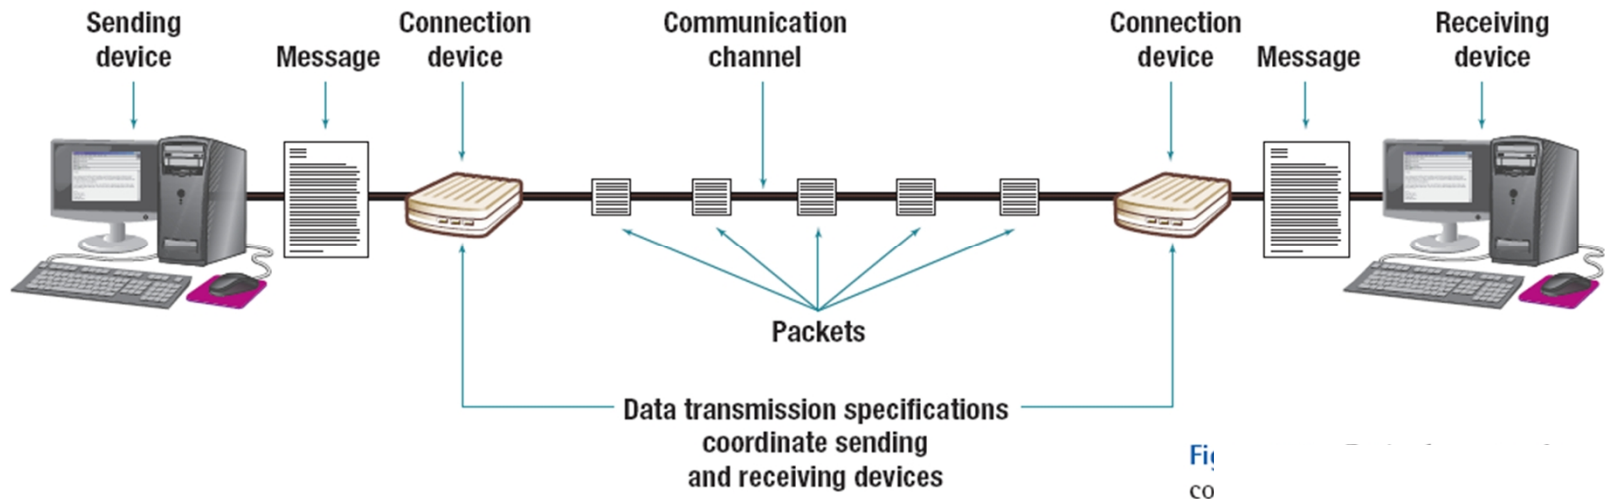 Sending
device
Message
Connection
device
Communication
channel
Connection
device
Message
Receiving
device
Packets
Data transmission specifications
coordinate sending
and receiving devices